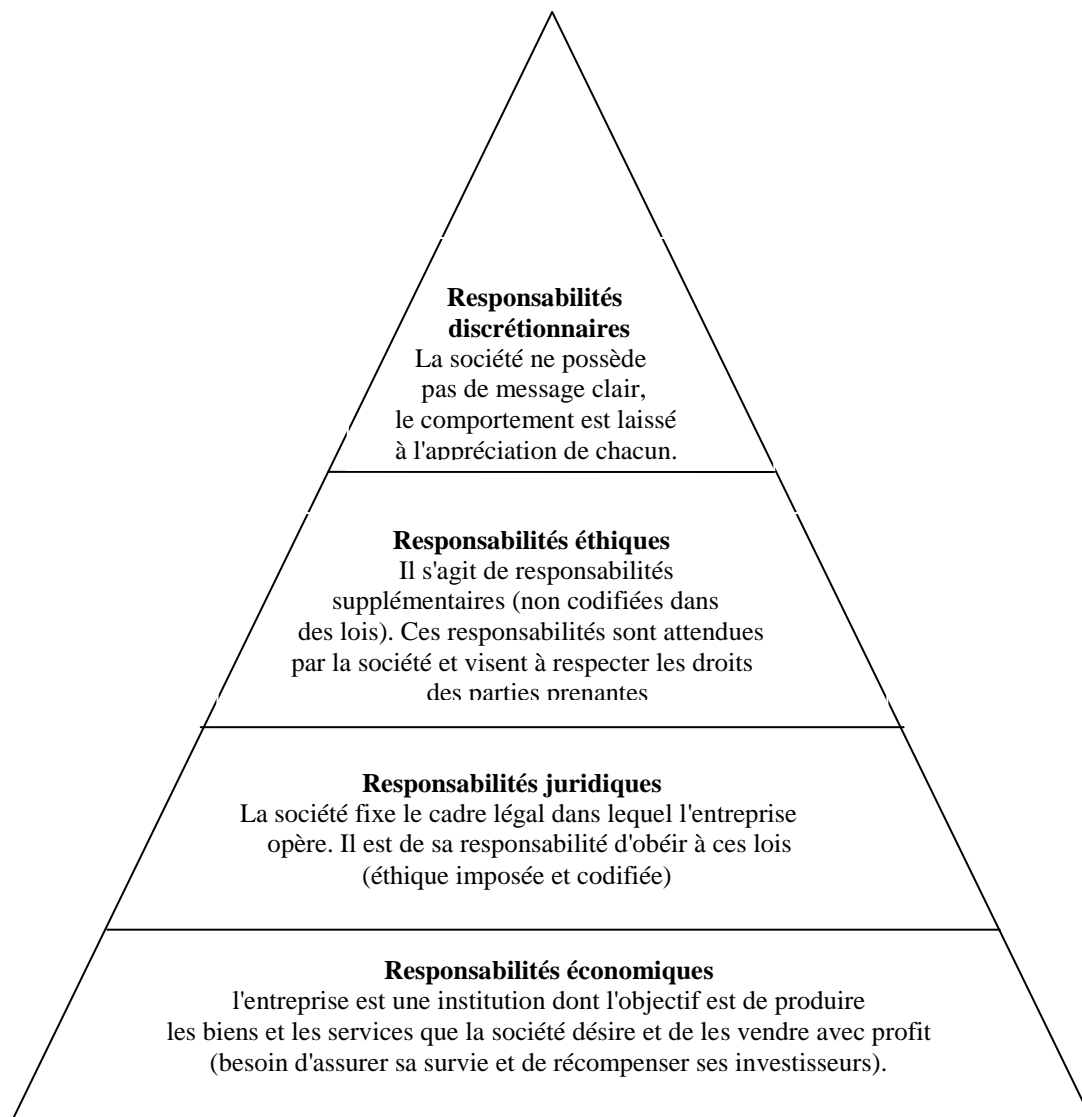 Responsabilités
discrétionnaires
La société ne possède
pas de message clair,
le comportement est laissé
à l'appréciation de chacun.
Responsabilités éthiques
Il s'agit de responsabilités
supplémentaires (non codifiées dans
des lois). Ces responsabilités sont attendues
par la société et visent à respecter les droits
des parties prenantes
Responsabilités juridiques
La société fixe le cadre légal dans lequel l'entreprise
opère. Il est de sa responsabilité d'obéir à ces lois
(éthique imposée et codifiée)
Responsabilités économiques
l'entreprise est une institution dont l'objectif est de produire
les biens et les services que la société désire et de les vendre avec profit
(besoin d'assurer sa survie et de récompenser ses investisseurs).